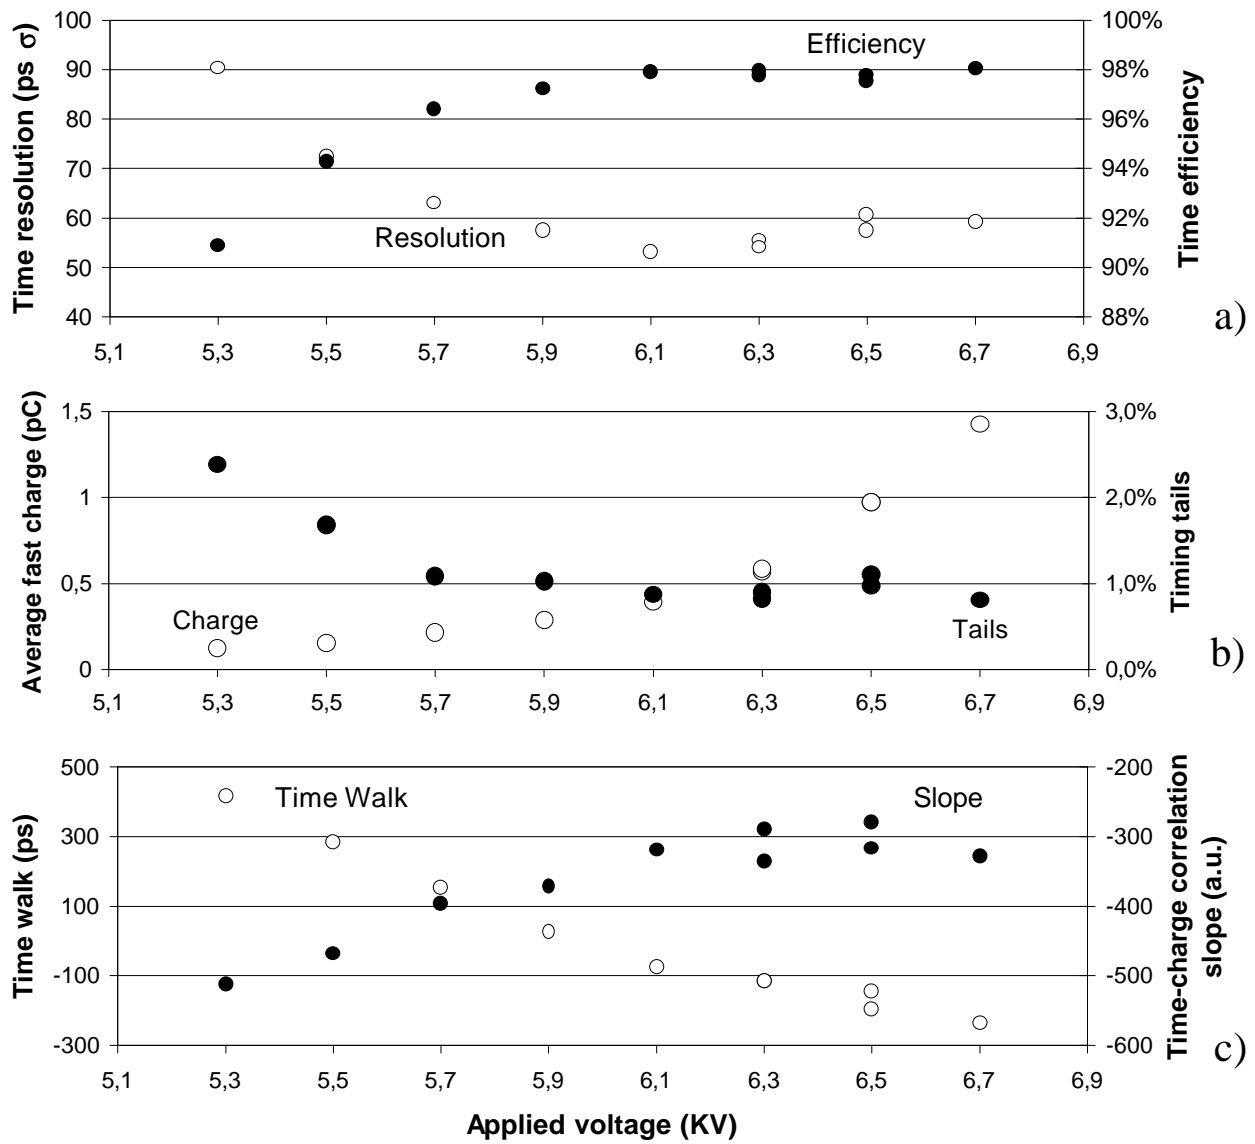 Time resolution (ps σ)
100
90
80
70
60
50
40
Efficiency
Resolution
100%
98%
96%
94%
92%
90%
88%
Time efficiency
a)
5,1 5,3 5,5 5,7 5,9 6,1 6,3 6,5 6,7 6,9
Average fast charge (pC)
1,5
1
0,5
0
Charge
Tails
3,0%
2,0%
1,0%
0,0%
Timing tails
b)
5,1 5,3 5,5 5,7 5,9 6,1 6,3 6,5 6,7 6,9
Time walk (ps)
500
300
100
-100
-300
Time Walk
Slope
-200
-300
-400
-500
-600
Time-charge correlation
slope (a.u.)
c)
5,1 5,3 5,5 5,7 5,9 6,1 6,3 6,5 6,7 6,9
Applied voltage (KV)